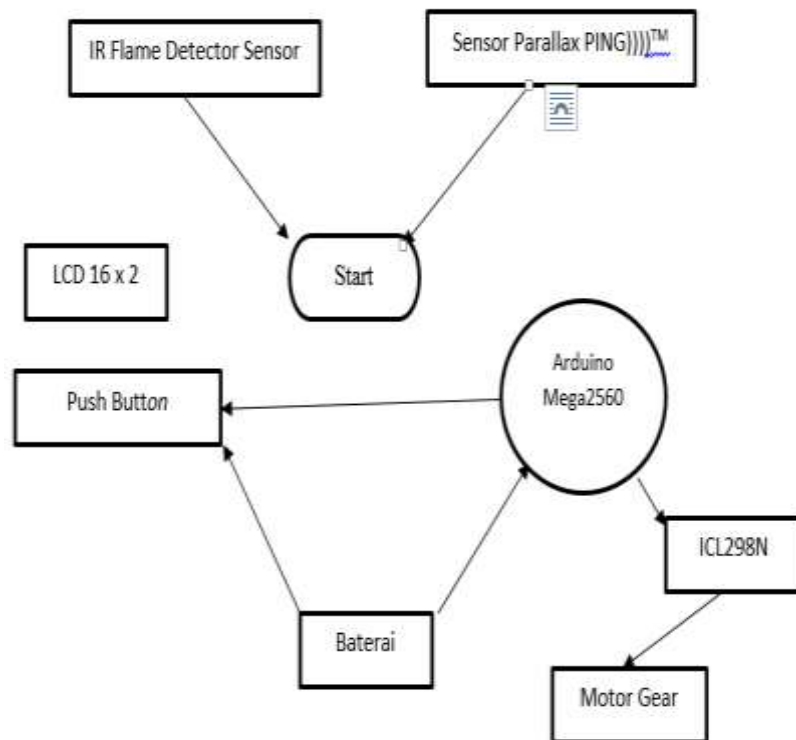 IR Flame Detector Sensor
Sensor Parallax PING))))™
LCD 16 x 2
Start
Arduino
Mega2560
Push Button
ICL298N
Baterai
Motor Gear